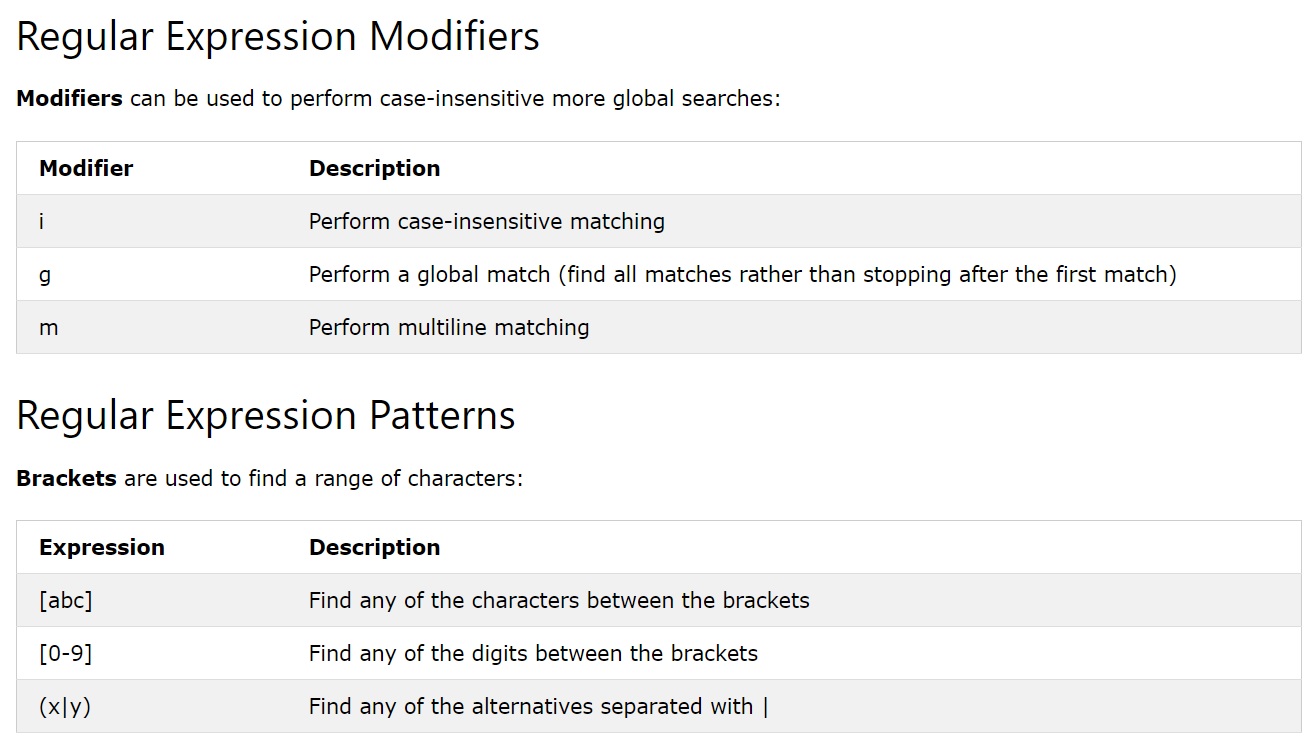 Regular Expression Modifiers
Modifiers can be used to perform case-insensitive more global searches:
Modifier Description
i Perform case-insensitive matching
g Perform a global match (find all matches rather than stopping after the first match)
m Perform multiline matching
Regular Expression Patterns
Brackets are used to find a range of characters:
Expression Description
[abc] Find any of the characters between the brackets
[0-9] Find any of the digits between the brackets
(x|y) Find any of the alternatives separated with |